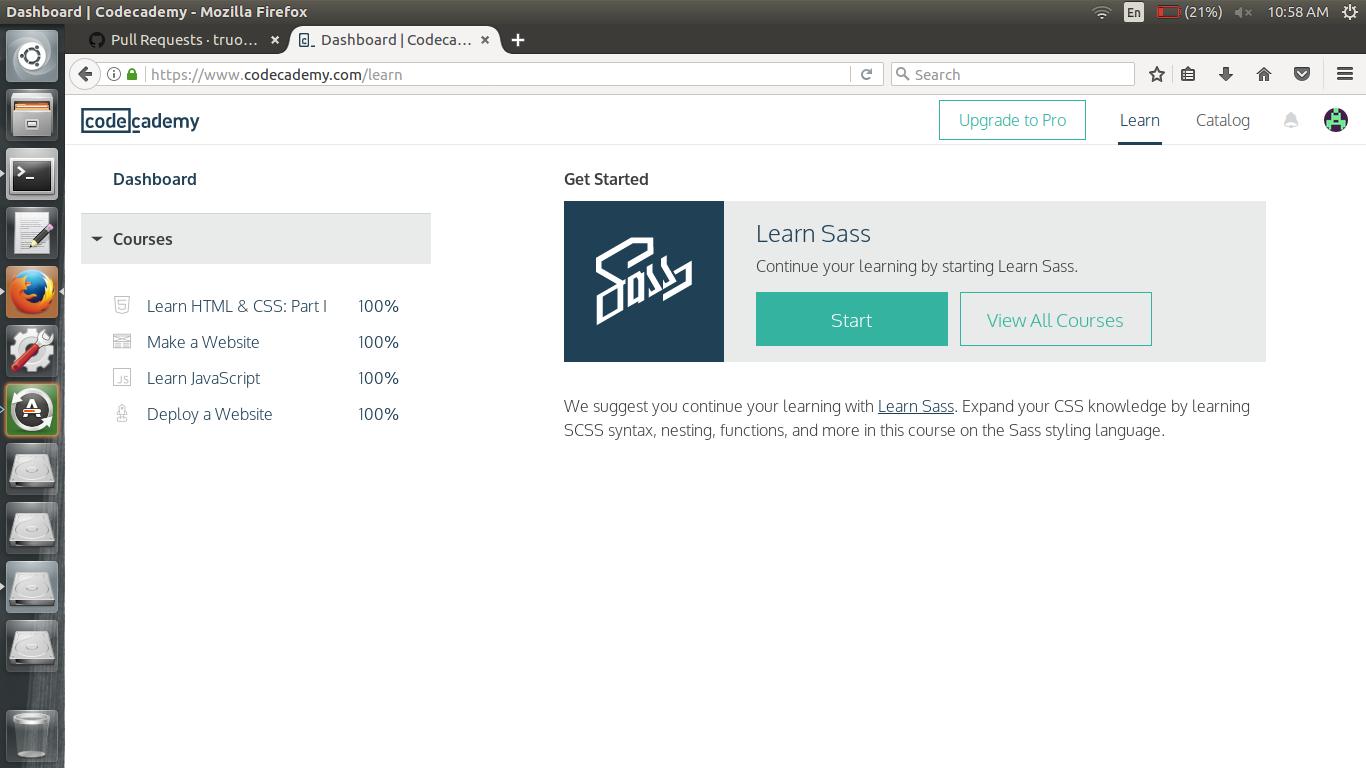 Dashboard | Codecademy - Mozilla Firefox
En (21%) 10:58 AM
Pull Requests · truo... Dashboard | Codeca...
https://www.codecademy.com/learn Search
codecademy
Upgrade to Pro Learn Catalog
Dashboard
Courses
Learn HTML & CSS: Part I 100%
Make a Website 100%
Learn JavaScript 100%
Deploy a Website 100%
Get Started
Sass
Learn Sass
Continue your learning by starting Learn Sass.
Start View All Courses
We suggest you continue your learning with Learn Sass. Expand your CSS knowledge by learning
SCSS syntax, nesting, functions, and more in this course on the Sass styling language.